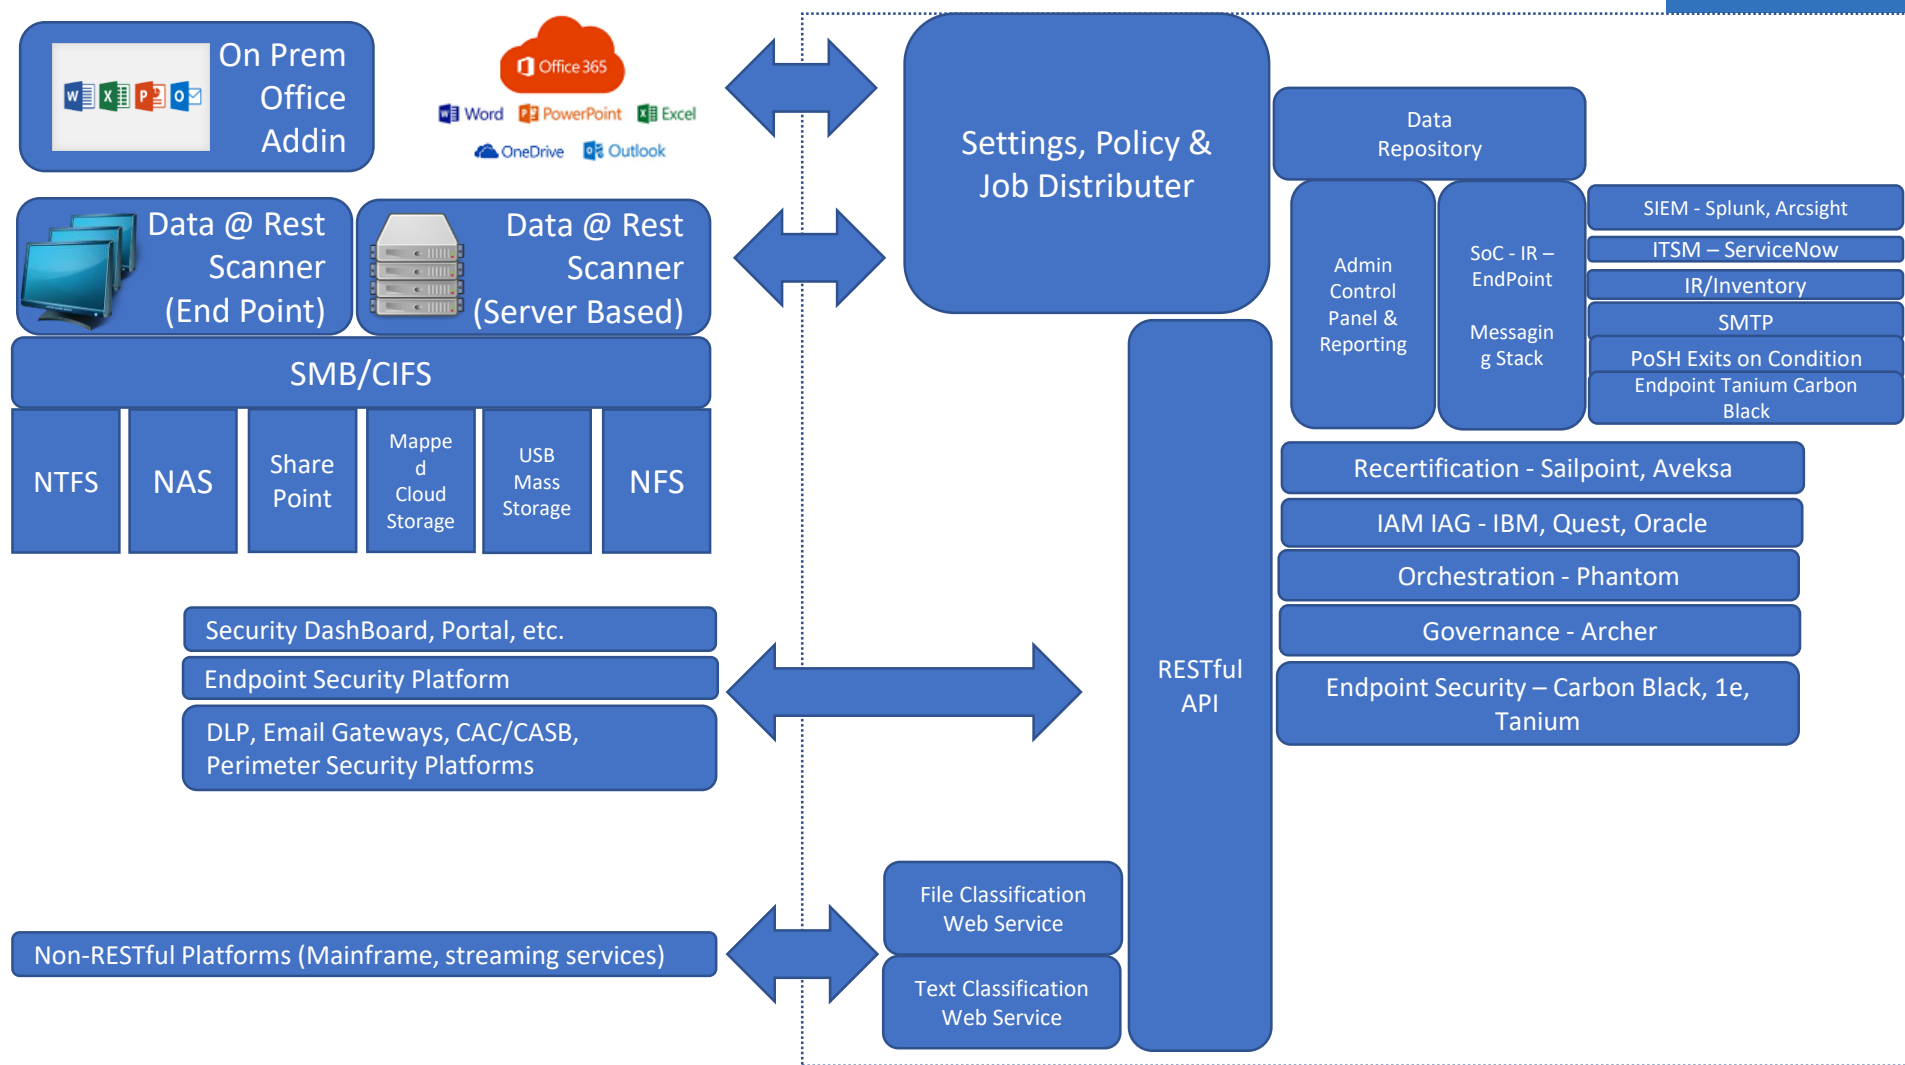 On Prem
Office
Addin
W X P O
Office 365
Word PowerPoint Excel
OneDrive Outlook
Data @ Rest
Scanner
(End Point)
Data @ Rest
Scanner
(Server Based)
SMB/CIFS
NTFS
NAS
Share
Point
Mappe
d
Cloud
Storage
USB
Mass
Storage
NFS
Security DashBoard, Portal, etc.
Endpoint Security Platform
DLP, Email Gateways, CAC/CASB,
Perimeter Security Platforms
Non-RESTful Platforms (Mainframe, streaming services)
Settings, Policy &
Job Distributer
Data
Repository
Admin
Control
Panel &
Reporting
SoC - IR –
EndPoint
Messagin
g Stack
SIEM - Splunk, Arcsight
ITSM – ServiceNow
IR/Inventory
SMTP
PoSH Exits on Condition
Endpoint Tanium Carbon
Black
RESTful
API
Recertification - Sailpoint, Aveksa
IAM IAG - IBM, Quest, Oracle
Orchestration - Phantom
Governance - Archer
Endpoint Security – Carbon Black, 1e,
Tanium
File Classification
Web Service
Text Classification
Web Service